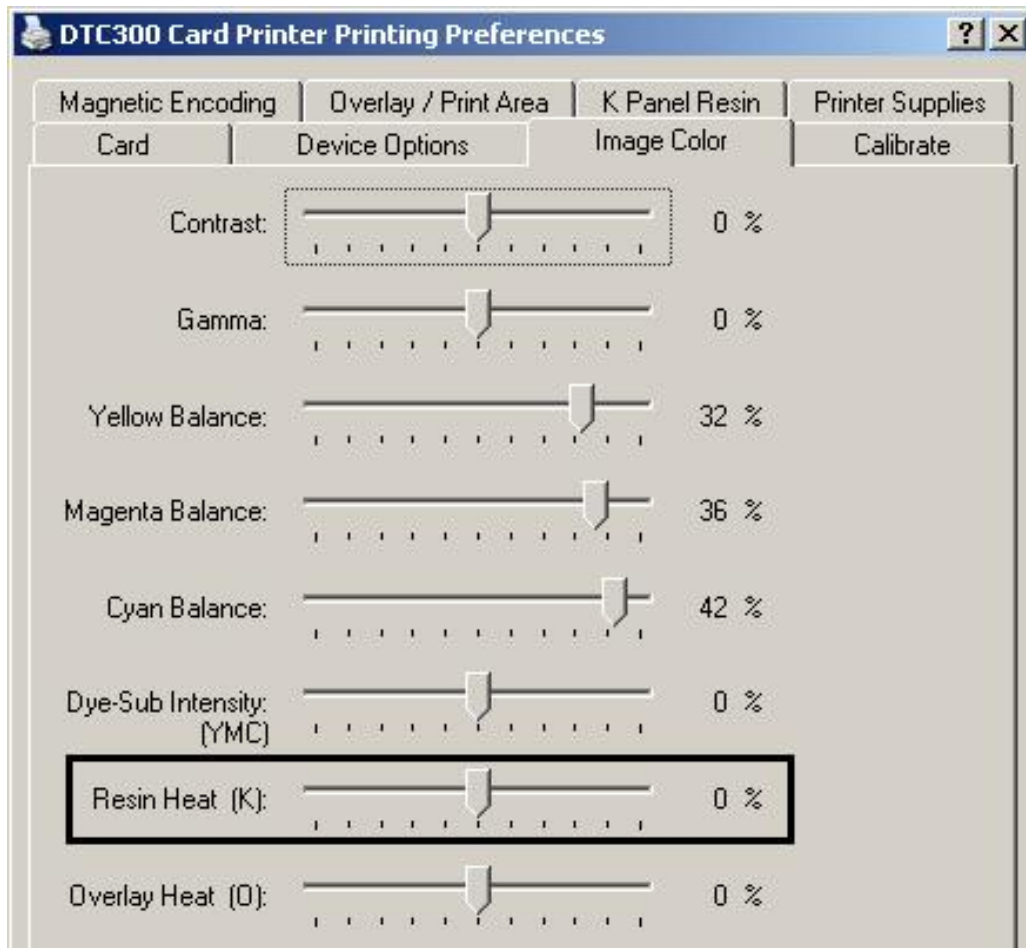 DTC300 Card Printer Printing Preferences ? X
Magnetic Encoding Overlay / Print Area K Panel Resin Printer Supplies
Card Device Options Image Color Calibrate
Contrast: 0 %
Gamma: 0 %
Yellow Balance: 32 %
Magenta Balance: 36 %
Cyan Balance: 42 %
Dye-Sub Intensity: 0 %
(YMC)
Resin Heat (K): 0 %
Overlay Heat (O): 0 %